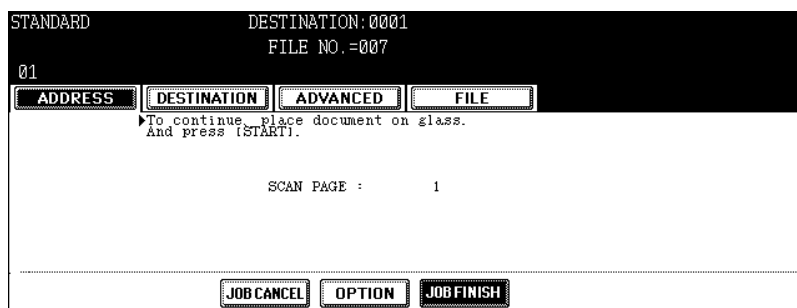 STANDARD DESTINATION:0001
FILE NO.=007
01
ADDRESS DESTINATION ADVANCED FILE
▶To continue, place document on glass.
And press [START].
SCAN PAGE : 1
JOB CANCEL OPTION JOB FINISH